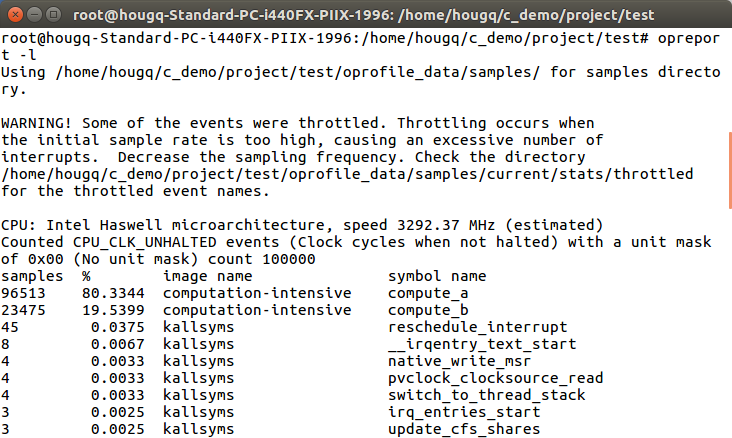 root@hougq-Standard-PC-i440FX-PIIX-1996: /home/hougq/c_demo/project/test
root@hougq-Standard-PC-i440FX-PIIX-1996:/home/hougq/c_demo/project/test# oprepor
t -l
Using /home/hougq/c_demo/project/test/oprofile_data/samples/ for samples directo
ry.

WARNING! Some of the events were throttled. Throttling occurs when
the initial sample rate is too high, causing an excessive number of
interrupts.  Decrease the sampling frequency. Check the directory
/home/hougq/c_demo/project/test/oprofile_data/samples/current/stats/throttled
for the throttled event names.

CPU: Intel Haswell microarchitecture, speed 3292.37 MHz (estimated)
Counted CPU_CLK_UNHALTED events (Clock cycles when not halted) with a unit mask
of 0x00 (No unit mask) count 100000
samples  %        image name               symbol name
96513    80.3344  computation-intensive    compute_a
23475    19.5399  computation-intensive    compute_b
45        0.0375  kallsyms                 reschedule_interrupt
8         0.0067  kallsyms                 __irqentry_text_start
4         0.0033  kallsyms                 native_write_msr
4         0.0033  kallsyms                 pvclock_clocksource_read
4         0.0033  kallsyms                 switch_to_thread_stack
3         0.0025  kallsyms                 irq_entries_start
3         0.0025  kallsyms                 update_cfs_shares